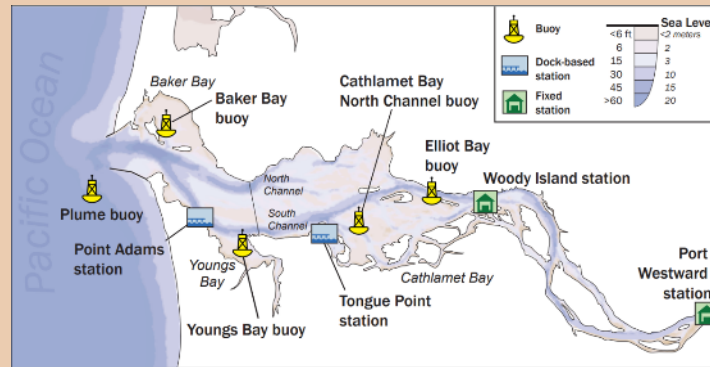 Buoy
Dock-based
station
Fixed
station
Sea Level
<6 ft <2 meters
6 2
15 3
30 10
45 15
>60 20
Baker Bay
Baker Bay
buoy
Cathlamet Bay
North Channel buoy
Elliot Bay
buoy
Woody Island station
North
Channel
South
Channel
Pacific Ocean
Plume buoy
Point Adams
station
Youngs
Bay
Youngs Bay buoy
Tongue Point
station
Cathlamet Bay
Port
Westward
station